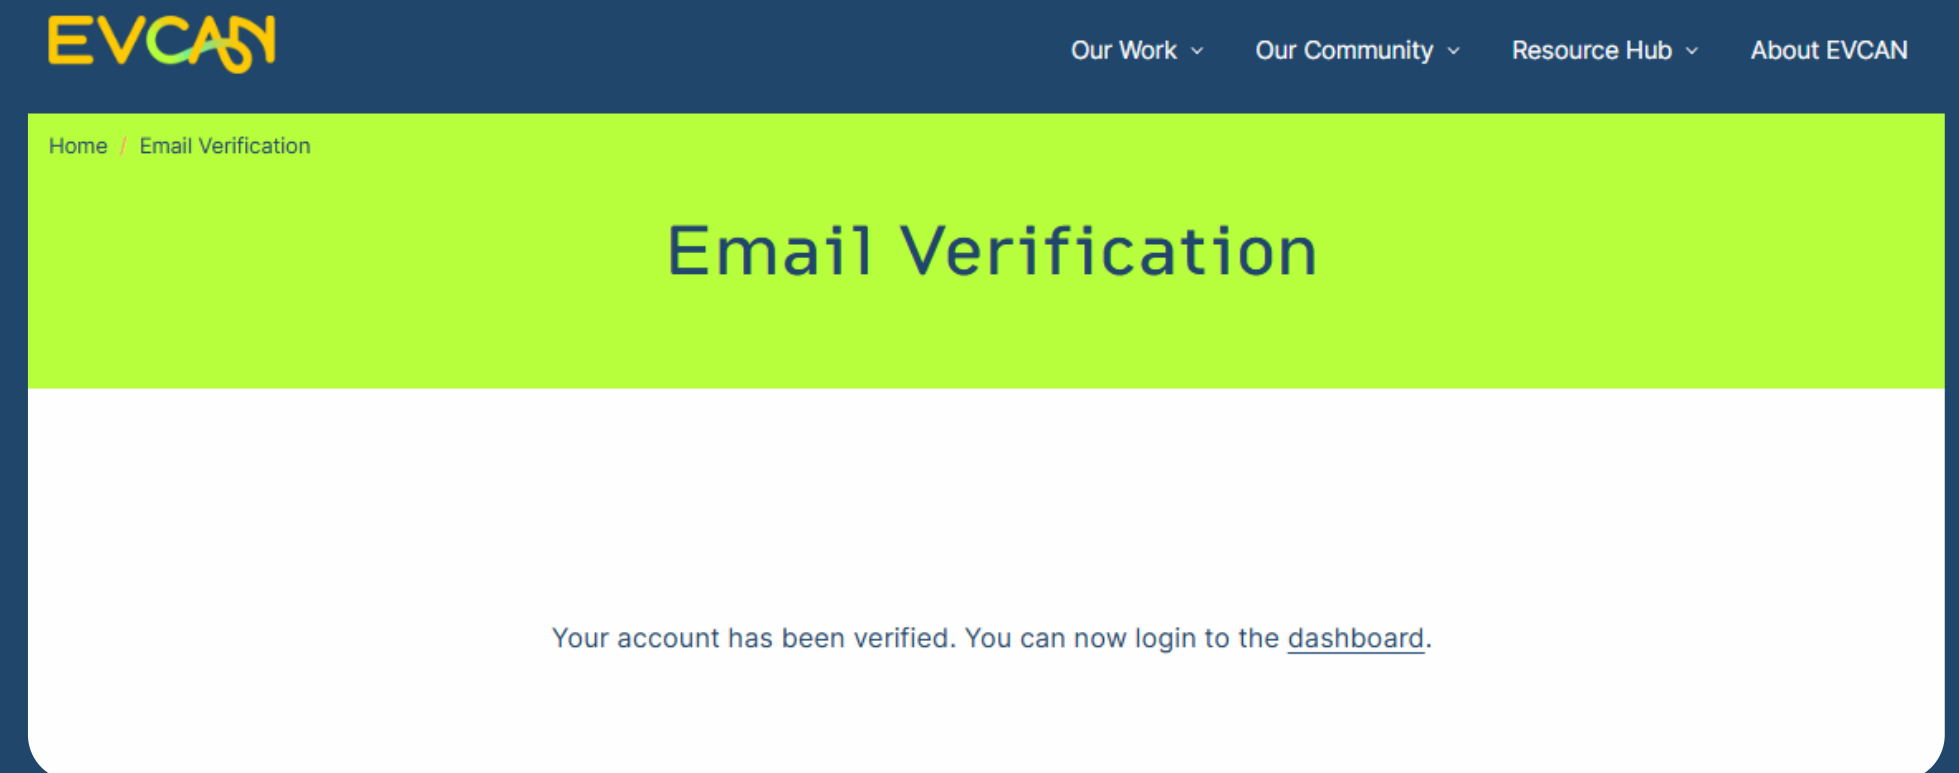 EVCAN
Our Work
Our Community
Resource Hub
About EVCAN
Home / Email Verification
Email Verification
Your account has been verified. You can now login to the dashboard.